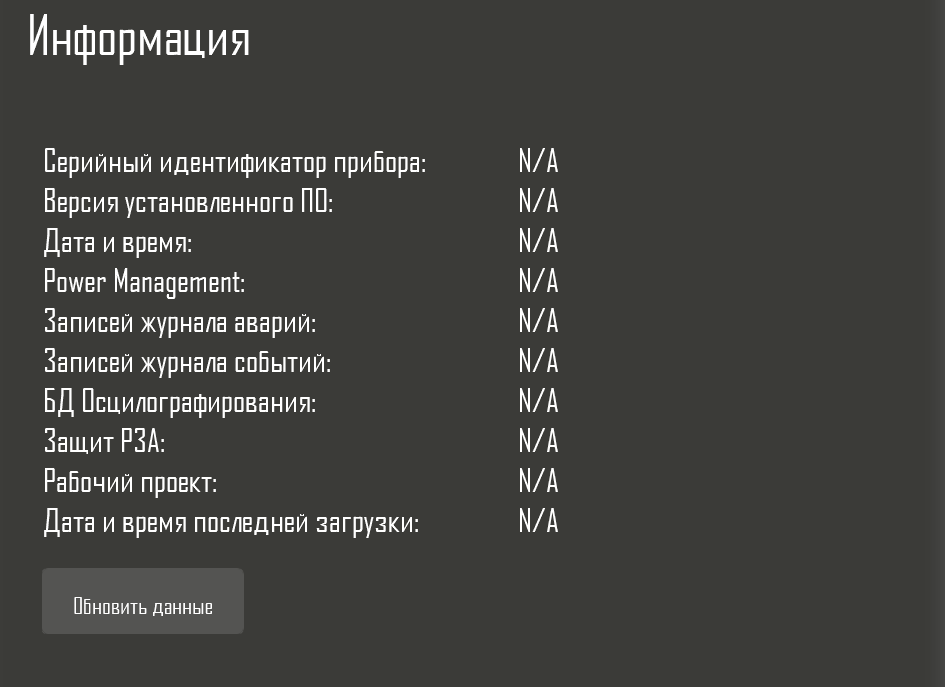 Информация
Серийный идентификатор прибора: N/A
Версия установленного ПО: N/A
Дата и время: N/A
Power Management: N/A
Записей журнала аварий: N/A
Записей журнала событий: N/A
БД Осцилографирования: N/A
Защит РЗА: N/A
Рабочий проект: N/A
Дата и время последней загрузки: N/A
Обновить данные